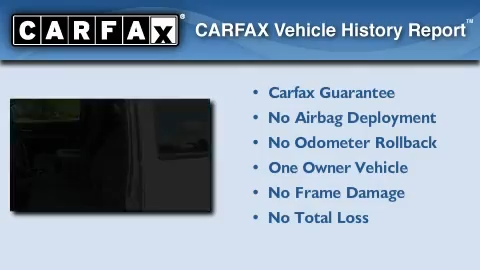 CARFAX® CARFAX Vehicle History Report™
• Carfax Guarantee
• No Airbag Deployment
• No Odometer Rollback
• One Owner Vehicle
• No Frame Damage
• No Total Loss